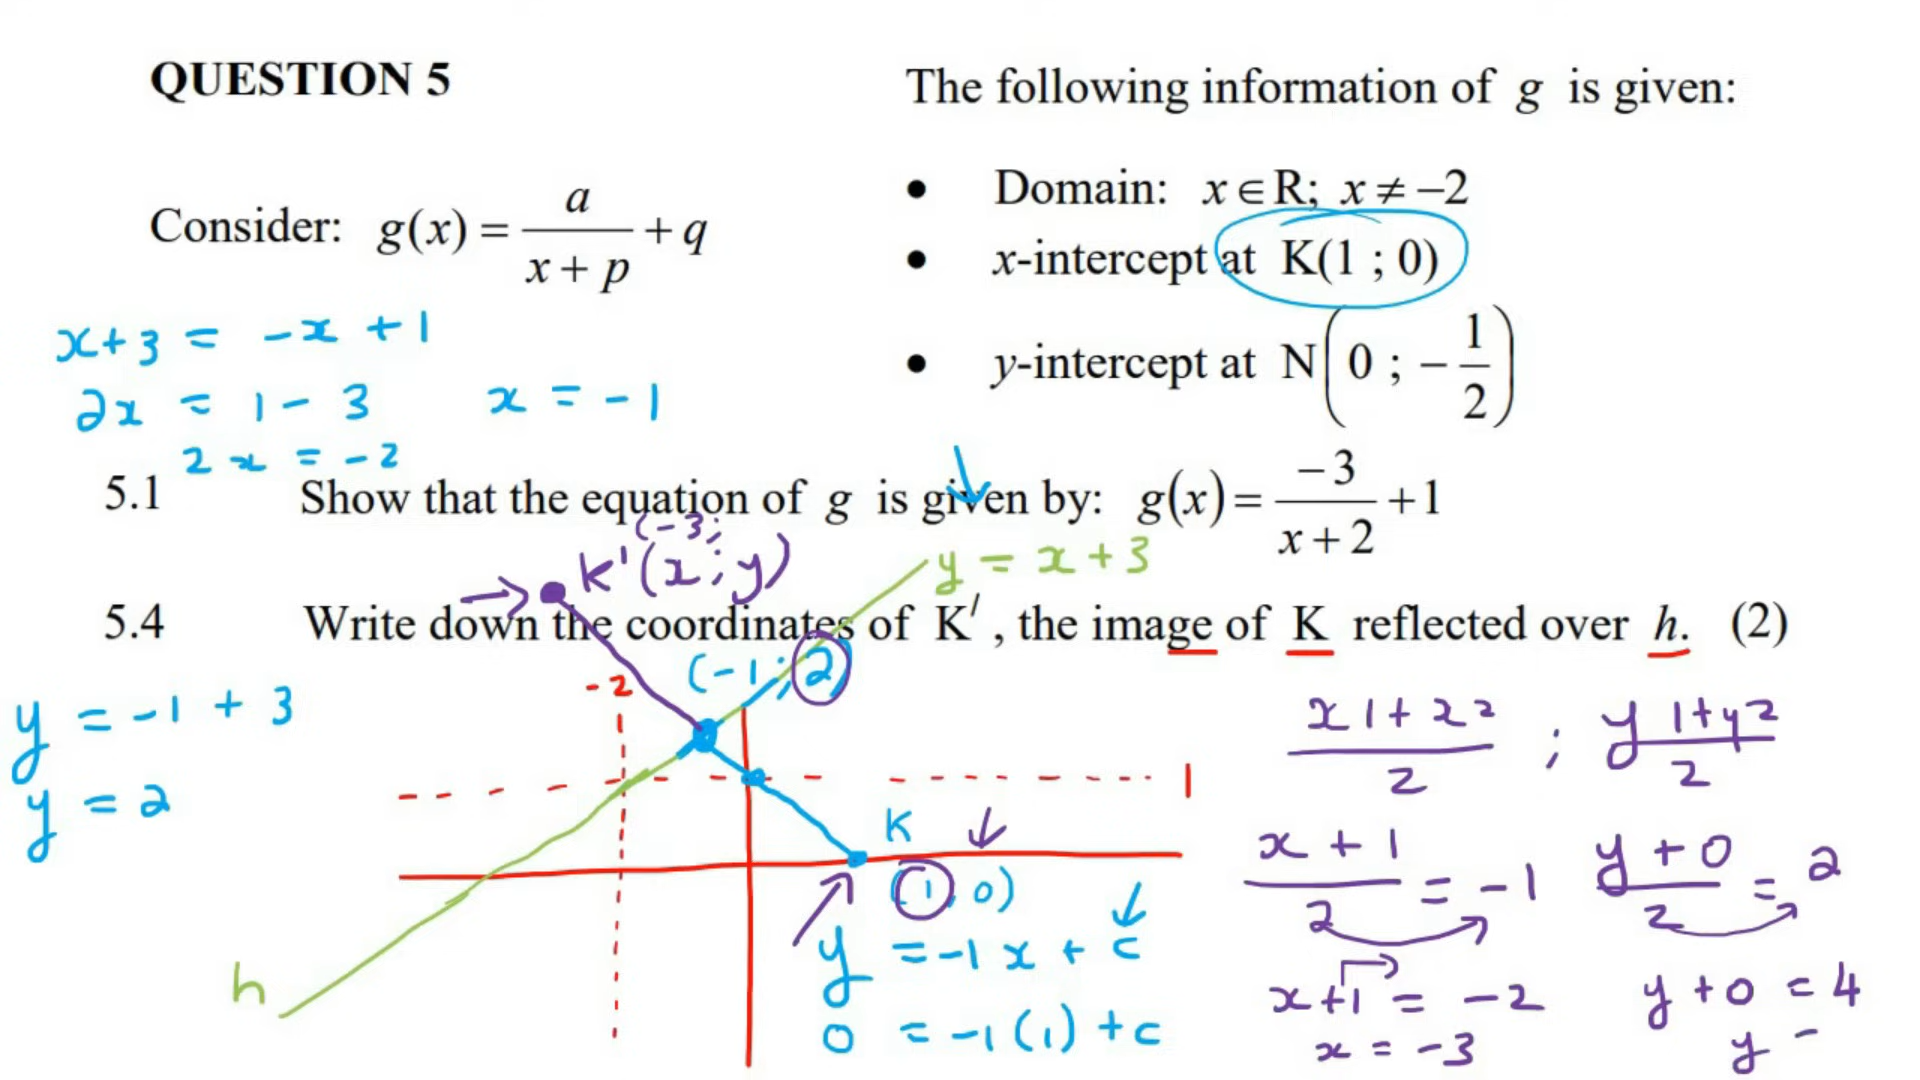 QUESTION 5
The following information of g is given:
Consider: g(x) = a/(x + p) + q
• Domain: x ∈ R; x ≠ −2
• x-intercept at K(1 ; 0)
• y-intercept at N(0 ; −1/2)
x+3 = -x +1
2x = 1 - 3
x = -1
2x = -2
5.1 Show that the equation of g is given by: g(x) = −3/(x + 2) + 1
(-3;
K'(x; y)
y = x + 3
5.4 Write down the coordinates of K′, the image of K reflected over h. (2)
(-1; 2)
-2
y = -1 + 3
y = 2
1
K
(1, 0)
h
y = -1x + c
0 = -1(1) + c
(x1+x2)/2 ; (y1+y2)/2
(x + 1)/2 = -1
(y + 0)/2 = 2
x+1 = -2
y + 0 = 4
x = -3
y =